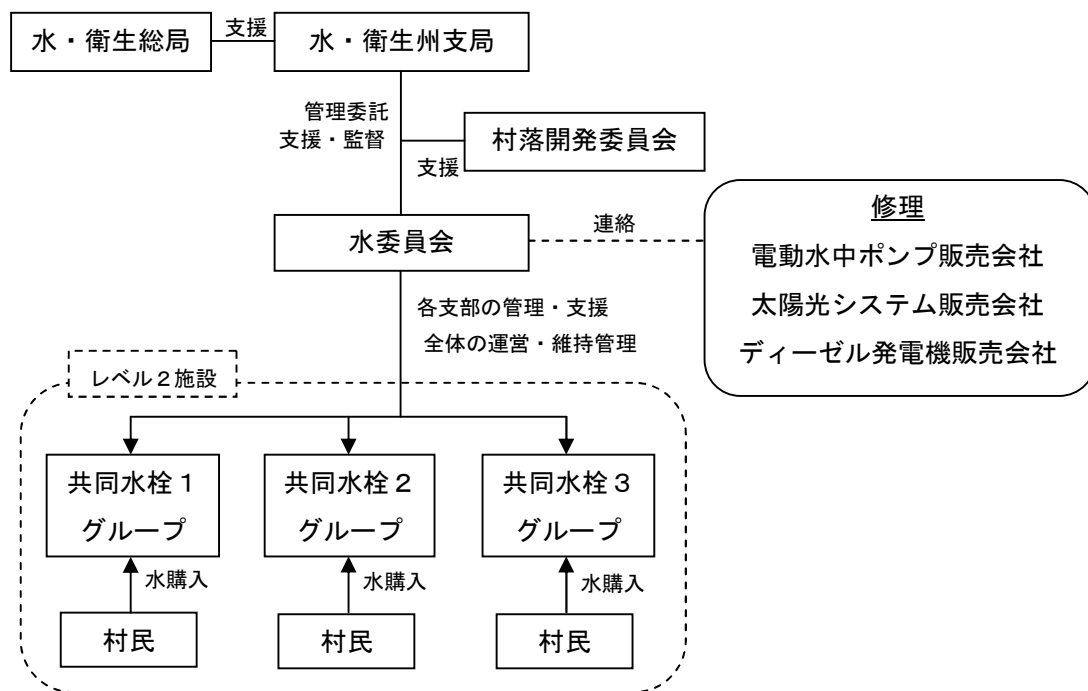 水・衛生総局
支援
水・衛生州支局
管理委託
支援・監督
村落開発委員会
支援
水委員会
連絡
修理
電動水中ポンプ販売会社
太陽光システム販売会社
ディーゼル発電機販売会社
各支部の管理・支援
全体の運営・維持管理
レベル２施設
共同水栓１
グループ
共同水栓２
グループ
共同水栓３
グループ
水購入
水購入
水購入
村民
村民
村民